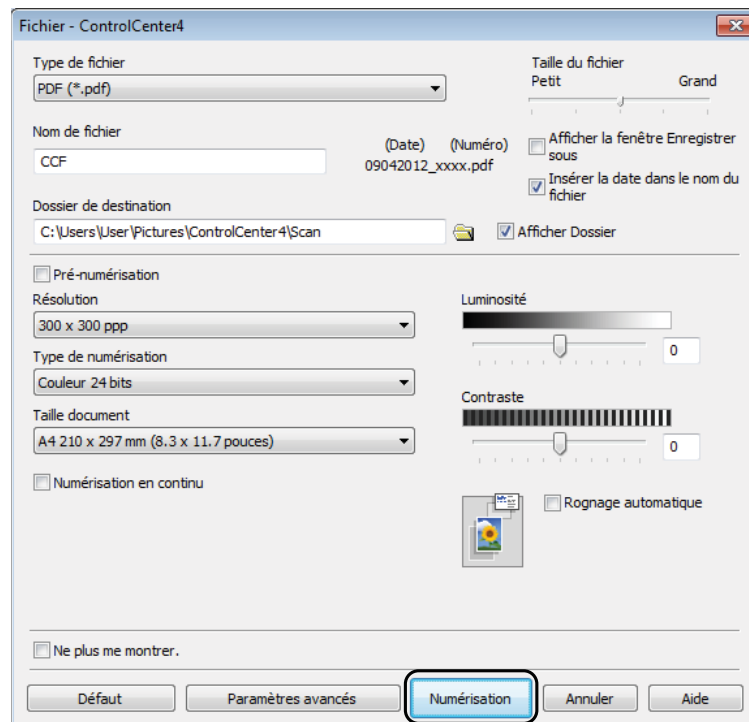 Fichier - ControlCenter4
Type de fichier
PDF (*.pdf)
Taille du fichier
Petit Grand
Nom de fichier
CCF
(Date) (Numéro)
09042012_xxxx.pdf
Afficher la fenêtre Enregistrer
sous
Insérer la date dans le nom du
fichier
Dossier de destination
C:\Users\User\Pictures\ControlCenter4\Scan
Afficher Dossier
Pré-numérisation
Résolution
300 x 300 ppp
Type de numérisation
Couleur 24 bits
Taille document
A4 210 x 297 mm (8.3 x 11.7 pouces)
Numérisation en continu
Luminosité
0
Contraste
0
Rognage automatique
Ne plus me montrer.
Défaut Paramètres avancés Numérisation Annuler Aide